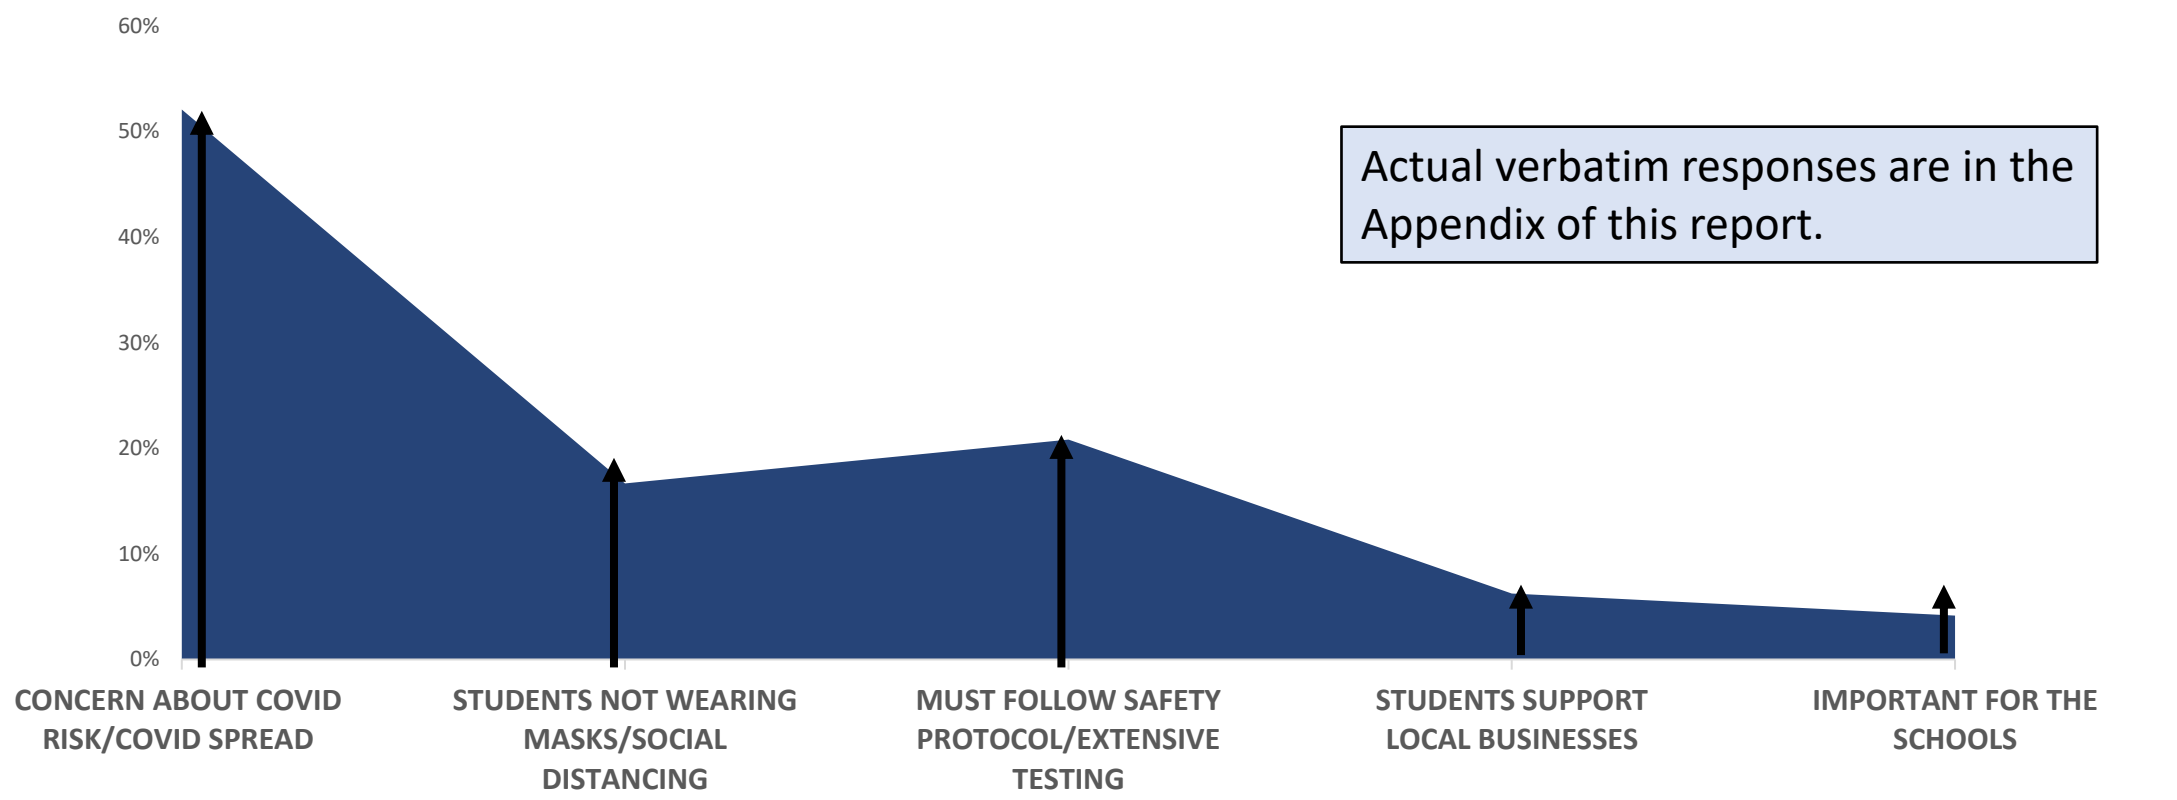 60%
50%
40%
30%
20%
10%
0%
Actual verbatim responses are in the
Appendix of this report.
CONCERN ABOUT COVID
RISK/COVID SPREAD
STUDENTS NOT WEARING
MASKS/SOCIAL
DISTANCING
MUST FOLLOW SAFETY
PROTOCOL/EXTENSIVE
TESTING
STUDENTS SUPPORT
LOCAL BUSINESSES
IMPORTANT FOR THE
SCHOOLS